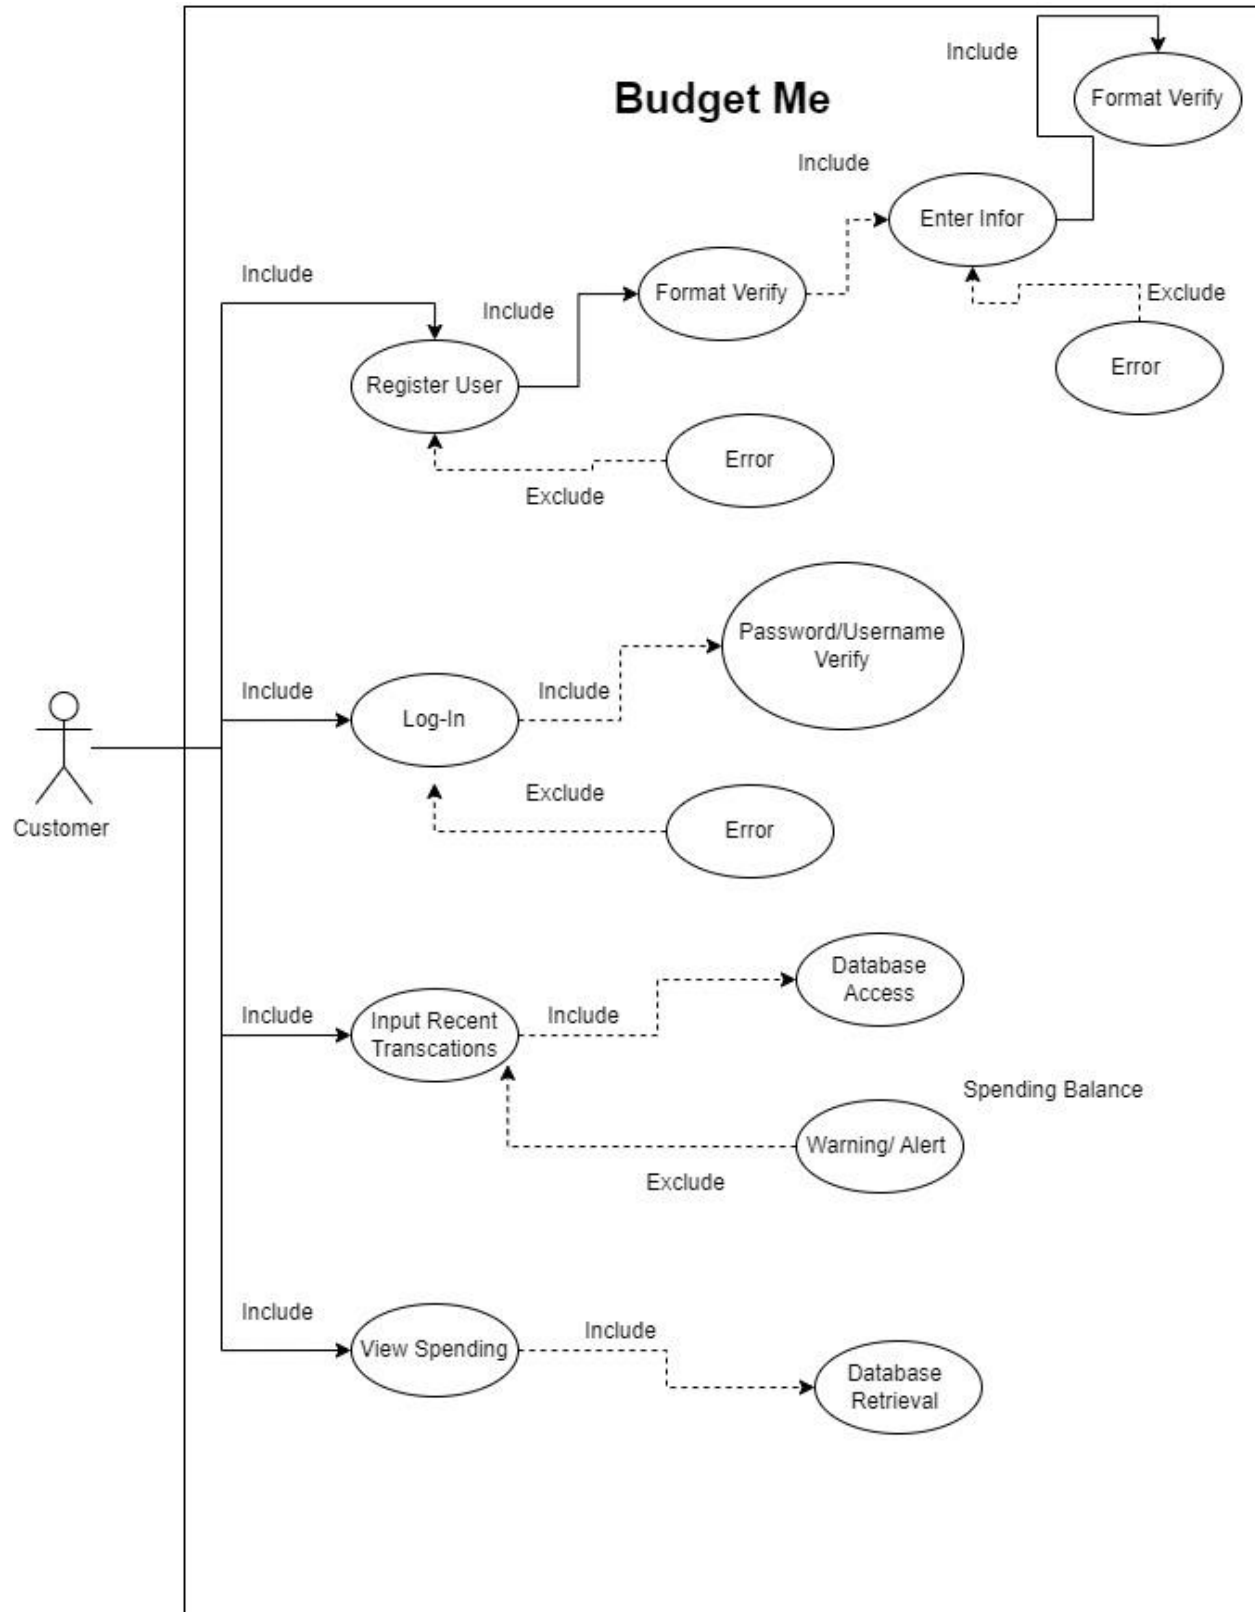 Include
Format Verify
Budget Me
Include
Enter Infor
Include
Format Verify
Exclude
Include
Error
Register User
Error
Exclude
Password/Username
Verify
Include
Include
Log-In
Exclude
Error
Customer
Database
Access
Include
Include
Input Recent
Transcations
Spending Balance
Warning/ Alert
Exclude
Include
Include
View Spending
Database
Retrieval